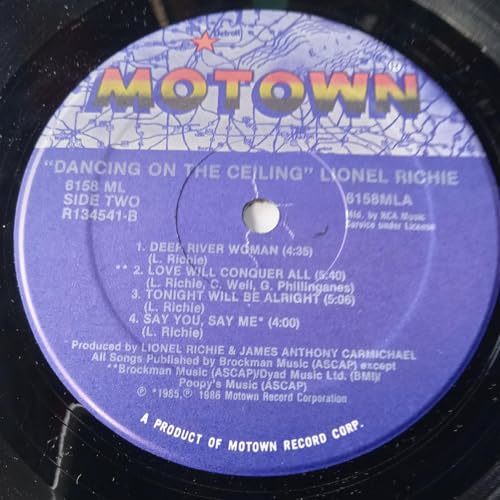 Detroit
MOTOWN®
"DANCING ON THE CEILING" LIONEL RICHIE
6158 ML
SIDE TWO
R134541-B
6158MLA
Mfd. by RCA Music
Service under License
1. DEEP RIVER WOMAN (4:35)
(L. Richie)
** 2. LOVE WILL CONQUER ALL (5:40)
(L. Richie, C. Well, G. Phillinganes)
3. TONIGHT WILL BE ALRIGHT (5:06)
(L. Richie)
4. SAY YOU, SAY ME* (4:00)
(L. Richie)
Produced by LIONEL RICHIE & JAMES ANTHONY CARMICHAEL
All Songs Published by Brockman Music (ASCAP) except
**Brockman Music (ASCAP)/Dyad Music Ltd. (BMI)/
Poopy's Music (ASCAP)
℗ *1985, ℗ 1986 Motown Record Corporation
A PRODUCT OF MOTOWN RECORD CORP.